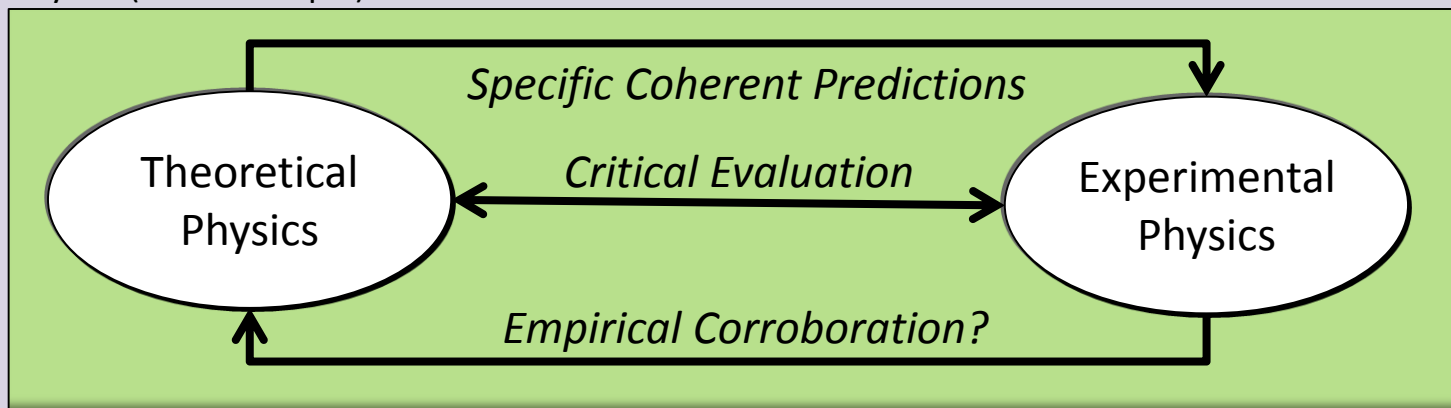 Specific Coherent Predictions
Theoretical
Physics
Critical Evaluation
Experimental
Physics
Empirical Corroboration?